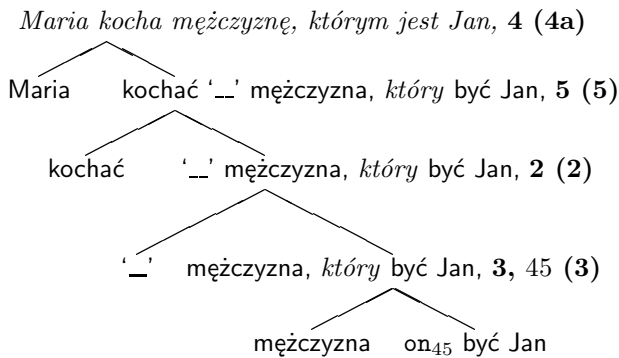 Maria kocha mężczyznę, którym jest Jan, 4 (4a)
Maria kochać ‘__’ mężczyzna, który być Jan, 5 (5)
kochać ‘__’ mężczyzna, który być Jan, 2 (2)
‘_’ mężczyzna, który być Jan, 3, 45 (3)
mężczyzna on₄₅ być Jan